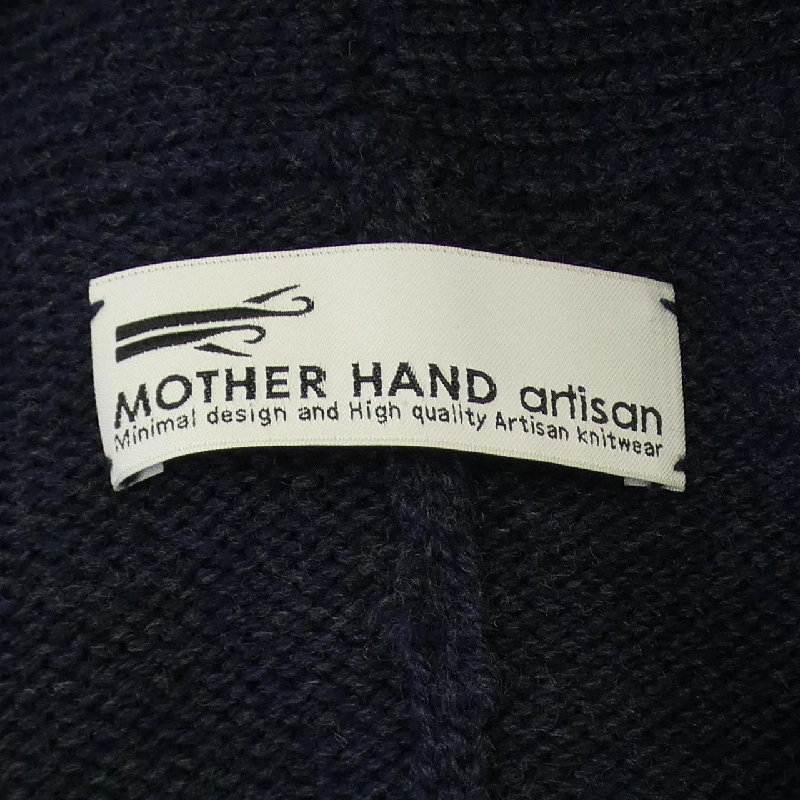 MOTHER HAND artisan
Minimal design and High quality Artisan knitwear